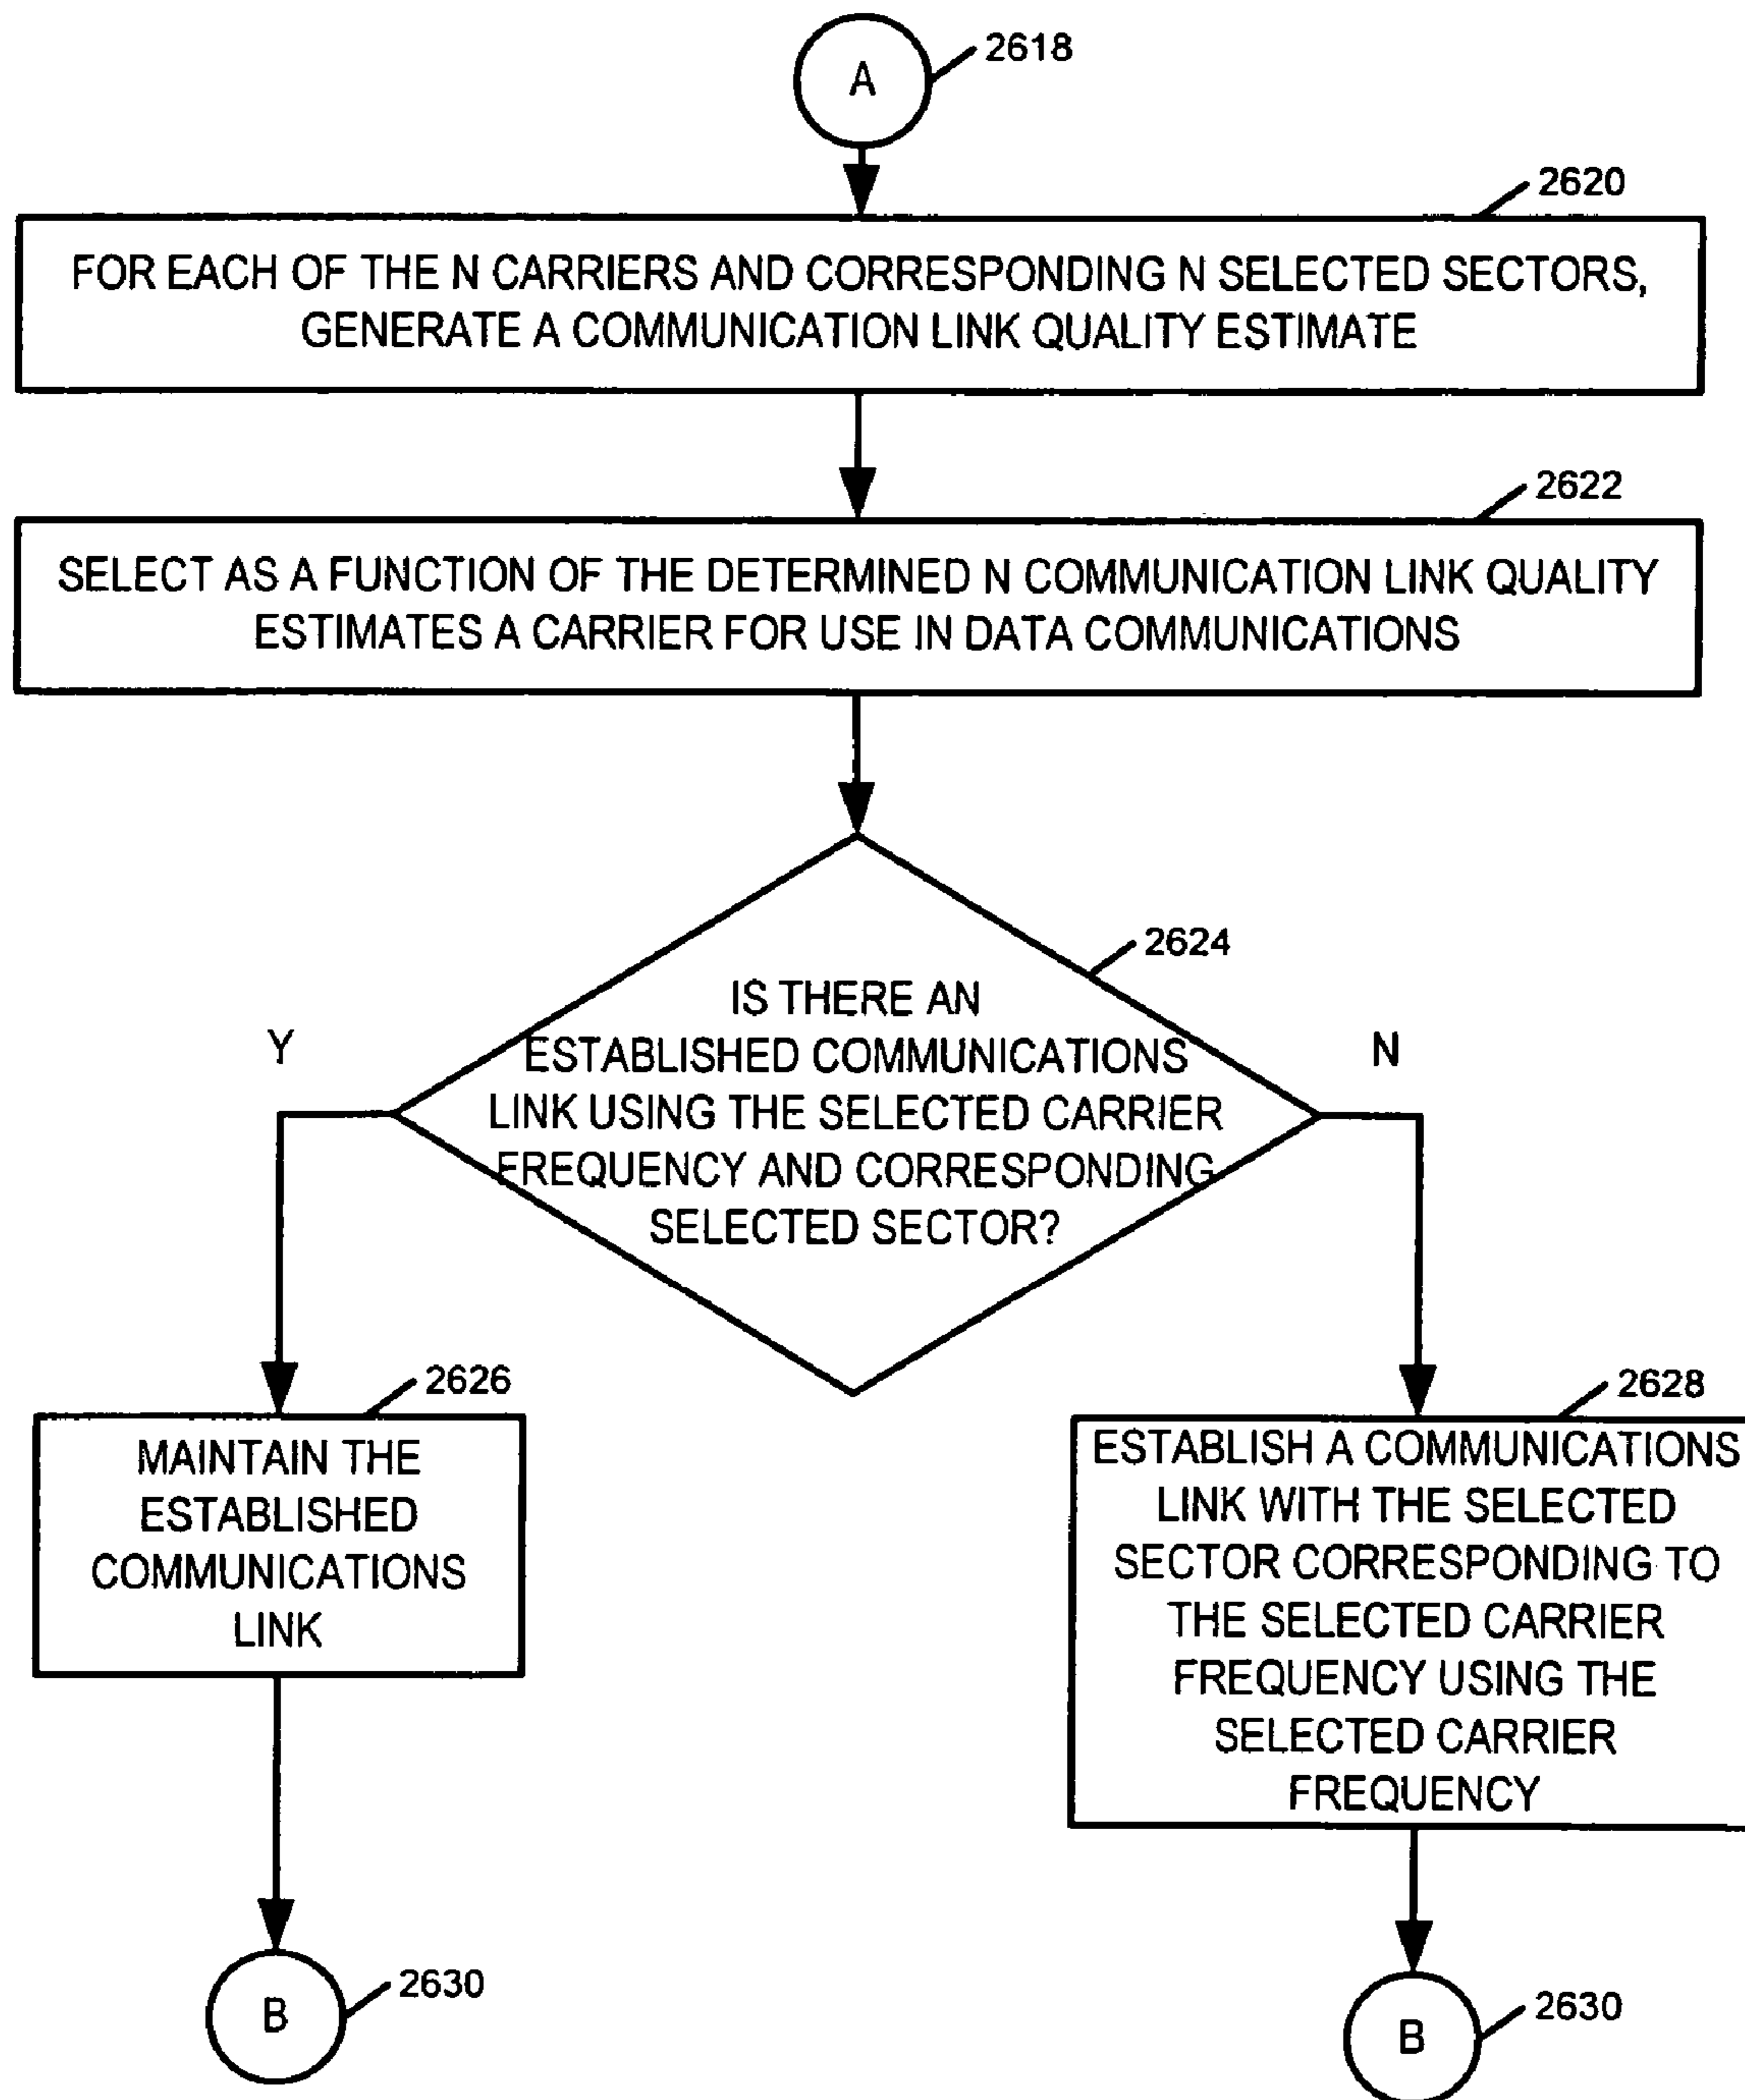 A
2618
2620
FOR EACH OF THE N CARRIERS AND CORRESPONDING N SELECTED SECTORS,
GENERATE A COMMUNICATION LINK QUALITY ESTIMATE
2622
SELECT AS A FUNCTION OF THE DETERMINED N COMMUNICATION LINK QUALITY
ESTIMATES A CARRIER FOR USE IN DATA COMMUNICATIONS
2624
IS THERE AN
ESTABLISHED COMMUNICATIONS
LINK USING THE SELECTED CARRIER
FREQUENCY AND CORRESPONDING
SELECTED SECTOR?
Y
N
2626
MAINTAIN THE
ESTABLISHED
COMMUNICATIONS
LINK
2628
ESTABLISH A COMMUNICATIONS
LINK WITH THE SELECTED
SECTOR CORRESPONDING TO
THE SELECTED CARRIER
FREQUENCY USING THE
SELECTED CARRIER
FREQUENCY
B
2630
B
2630